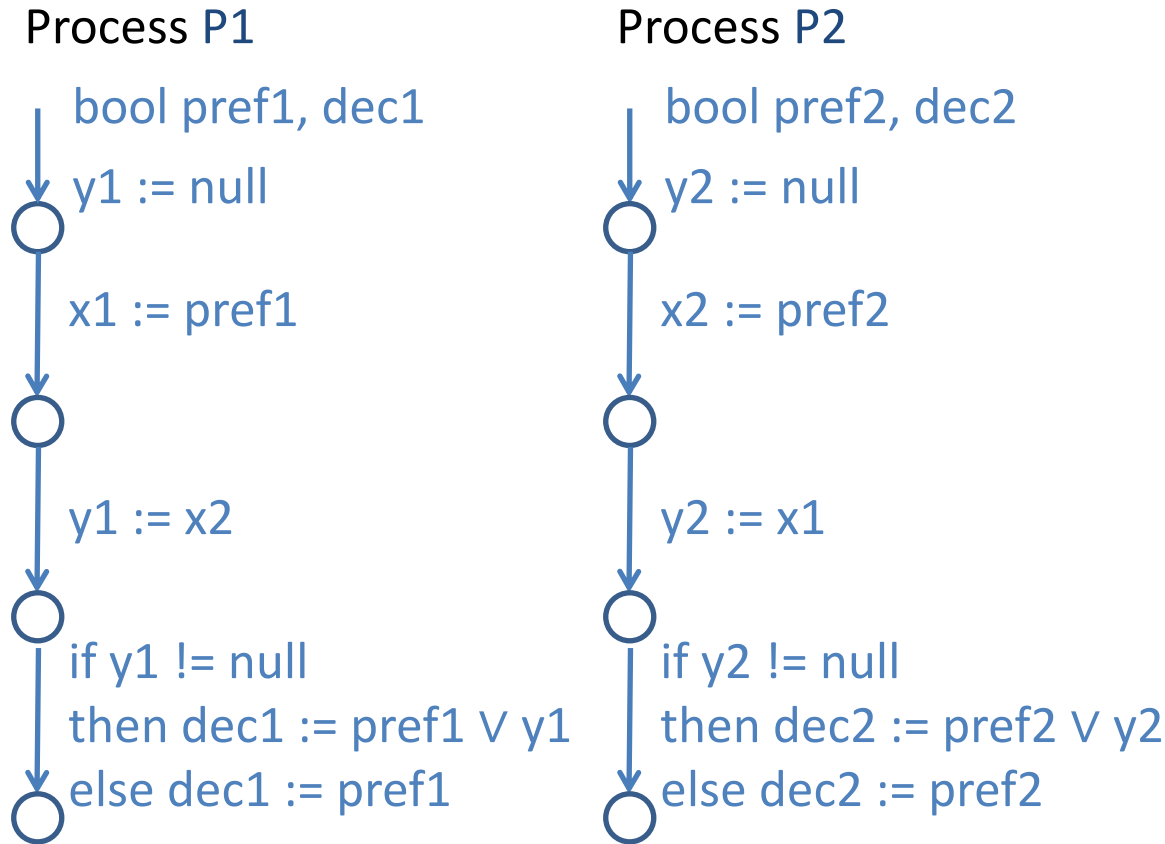 Process P1
bool pref1, dec1
y1 := null
x1 := pref1
y1 := x2
if y1 != null
then dec1 := pref1 V y1
else dec1 := pref1
Process P2
bool pref2, dec2
y2 := null
x2 := pref2
y2 := x1
if y2 != null
then dec2 := pref2 V y2
else dec2 := pref2